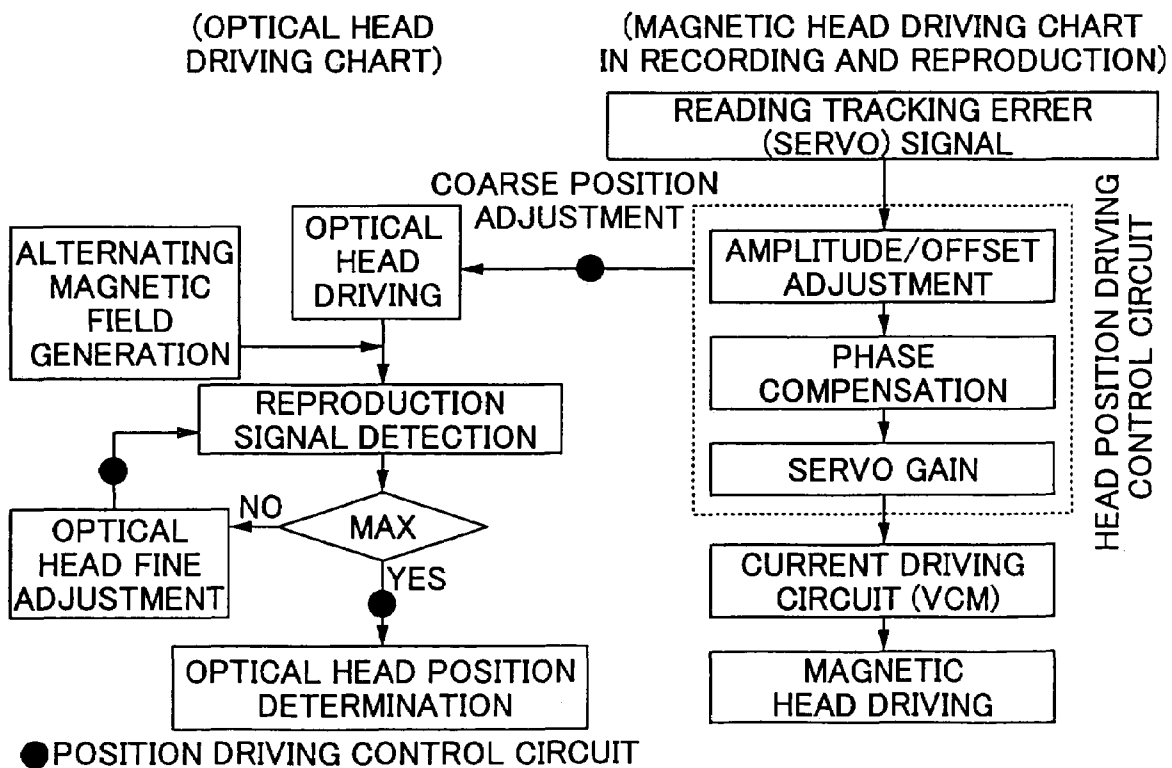 (OPTICAL HEAD
DRIVING CHART)
(MAGNETIC HEAD DRIVING CHART
IN RECORDING AND REPRODUCTION)
READING TRACKING ERRER
(SERVO) SIGNAL
COARSE POSITION
ADJUSTMENT
OPTICAL
HEAD
DRIVING
ALTERNATING
MAGNETIC
FIELD
GENERATION
AMPLITUDE/OFFSET
ADJUSTMENT
PHASE
COMPENSATION
SERVO GAIN
HEAD POSITION DRIVING
CONTROL CIRCUIT
REPRODUCTION
SIGNAL DETECTION
NO
MAX
YES
OPTICAL
HEAD FINE
ADJUSTMENT
CURRENT DRIVING
CIRCUIT (VCM)
OPTICAL HEAD POSITION
DETERMINATION
MAGNETIC
HEAD DRIVING
POSITION DRIVING CONTROL CIRCUIT